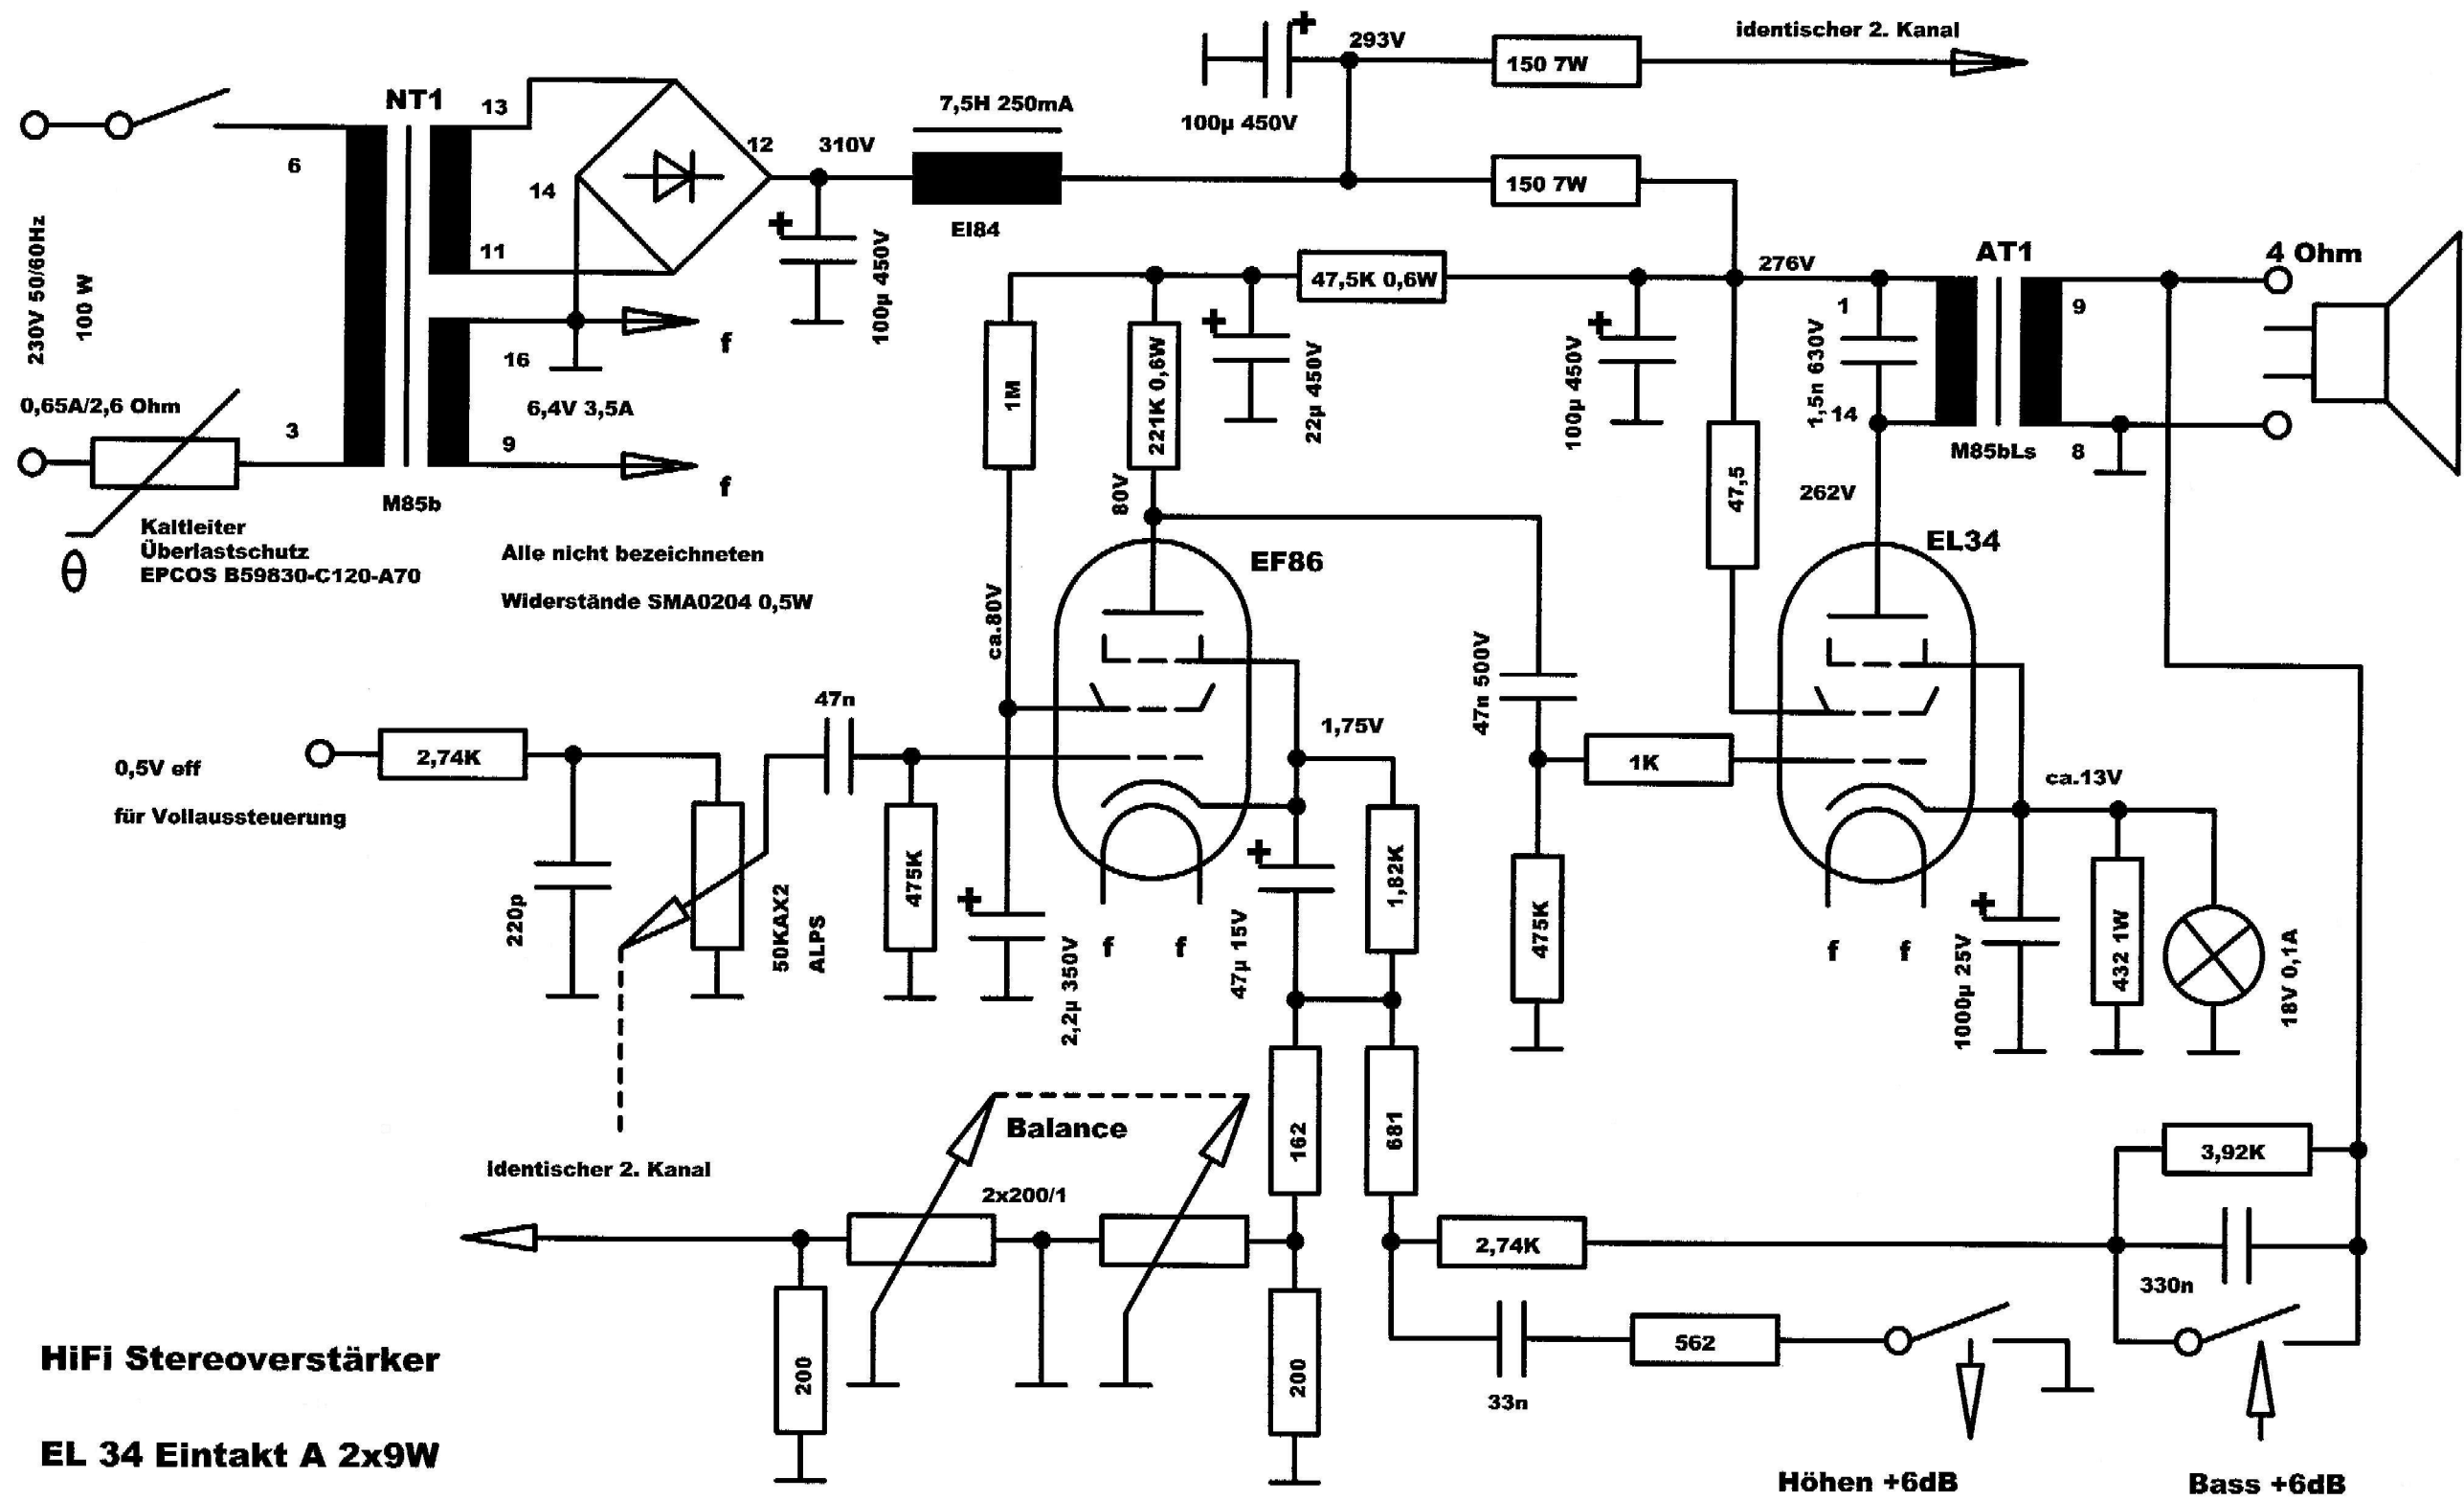 identischer 2. Kanal
293V
150 7W
100µ 450V
NT1
13
6
12
310V
7,5H 250mA
14
150 7W
EI84
11
230V 50/60Hz
100 W
100µ 450V
f
16
6,4V 3,5A
0,65A/2,6 Ohm
3
9
f
M85b
47,5K 0,6W
276V
AT1
4 Ohm
1
9
1M
221K 0,6W
22µ 450V
100µ 450V
1,5n 630V
14
M85bLs
8
80V
47,5
262V
Kaltleiter
Überlastschutz
EPCOS B59830-C120-A70
θ
Alle nicht bezeichneten
Widerstände SMA0204 0,5W
EF86
EL34
ca.80V
47n 500V
47n
1,75V
0,5V eff
für Vollaussteuerung
2,74K
1K
ca.13V
220p
50KAX2
ALPS
475K
2,2µ 350V
f
f
47µ 15V
1,82K
475K
f
f
1000µ 25V
432 1W
18V 0,1A
Balance
162
681
3,92K
identischer 2. Kanal
2x200/1
2,74K
330n
200
200
33n
562
HiFi Stereoverstärker
EL 34 Eintakt A 2x9W
Höhen +6dB
Bass +6dB